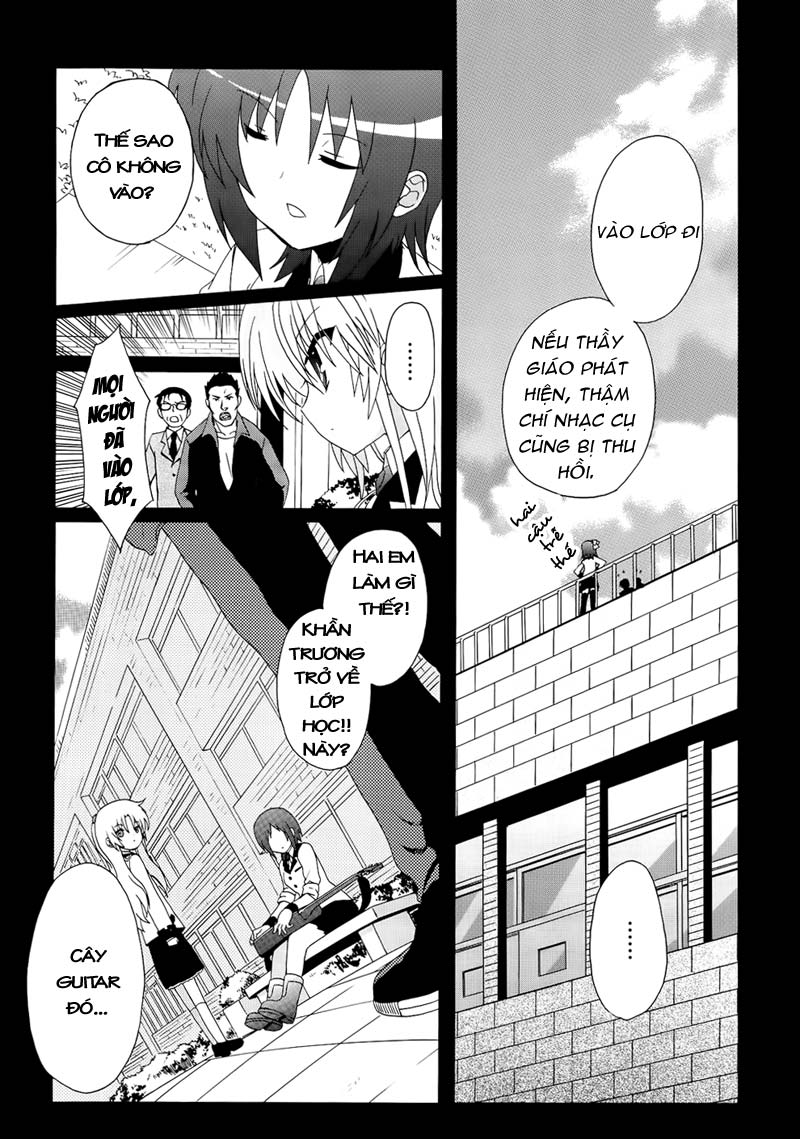 VÀO LỚP ĐI
NẾU THẦY
GIÁO PHÁT
HIỆN, THẬM
CHÍ NHẠC CỤ
CŨNG BỊ THU
HỒI.
hai
cậu
trễ
thế
......
THẾ SAO
CÔ KHÔNG
VÀO?
......
MỌI
NGƯỜI
ĐÃ
VÀO
LỚP,
HAI EM
LÀM GÌ
THẾ?!
KHẨN
TRƯƠNG
TRỞ VỀ
LỚP
HỌC!!
NÀY?
CÂY
GUITAR
ĐÓ...